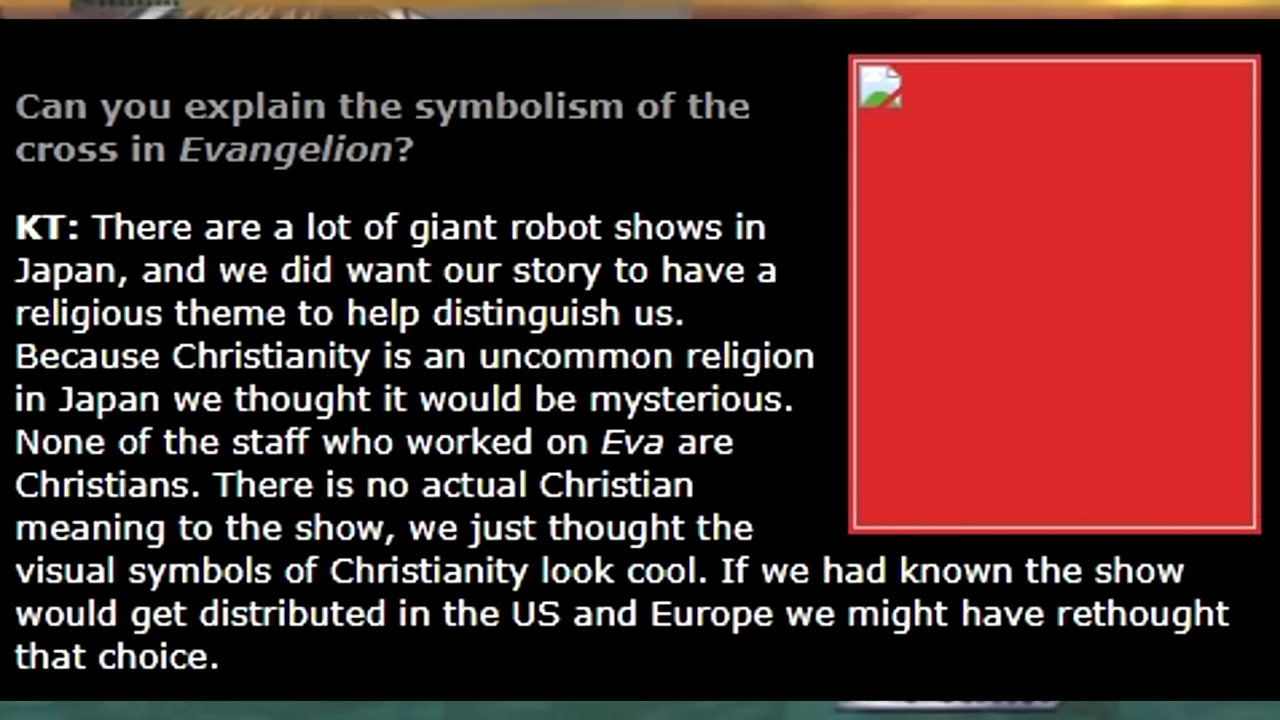 Can you explain the symbolism of the
cross in Evangelion?
KT: There are a lot of giant robot shows in
Japan, and we did want our story to have a
religious theme to help distinguish us.
Because Christianity is an uncommon religion
in Japan we thought it would be mysterious.
None of the staff who worked on Eva are
Christians. There is no actual Christian
meaning to the show, we just thought the
visual symbols of Christianity look cool. If we had known the show
would get distributed in the US and Europe we might have rethought
that choice.